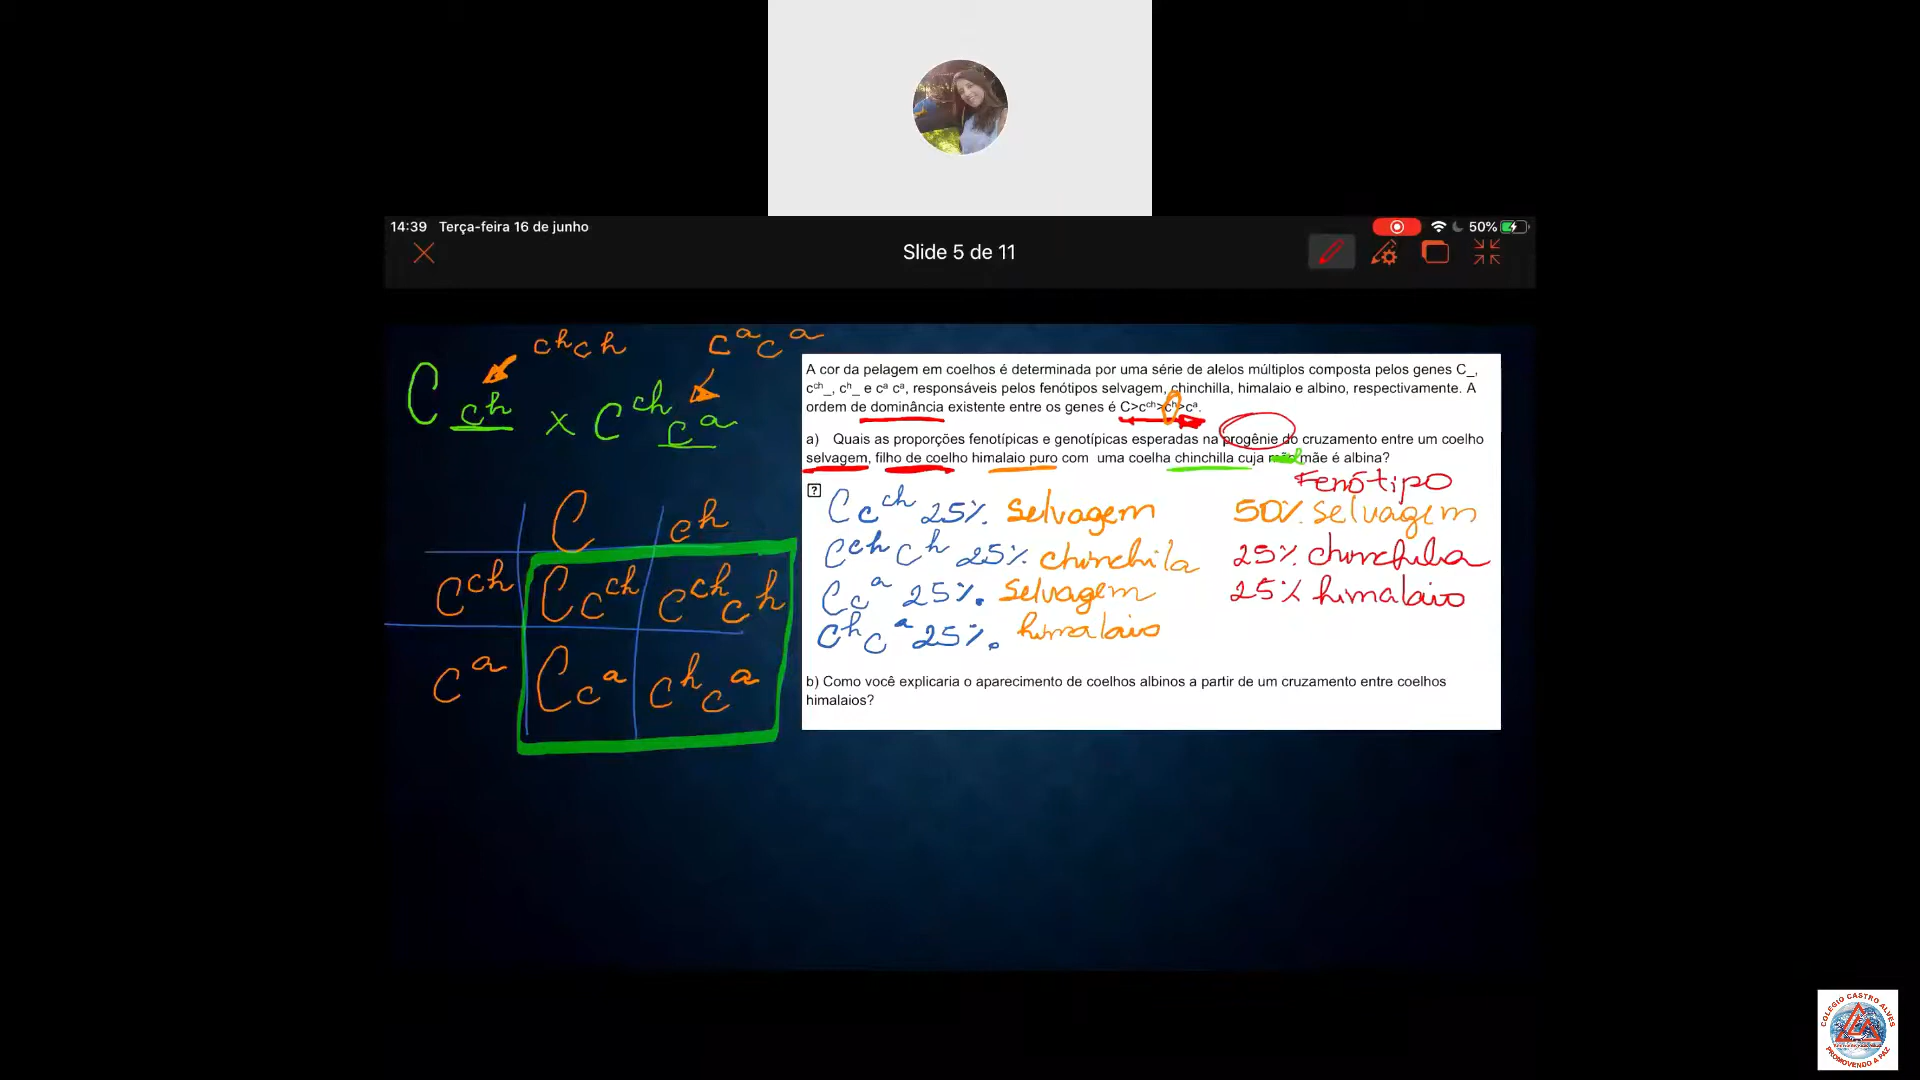 14:39 Terça-feira 16 de junho
50%
Slide 5 de 11
cʰcʰ cᵃcᵃ
C cʰ x Cᶜʰ cᵃ
A cor da pelagem em coelhos é determinada por uma série de alelos múltiplos composta pelos genes C_,
cᶜʰ_, cʰ_ e cᵃ cᵃ, responsáveis pelos fenótipos selvagem, chinchilla, himalaio e albino, respectivamente. A
ordem de dominância existente entre os genes é C>cᶜʰ>cʰ>cᵃ.
a) Quais as proporções fenotípicas e genotípicas esperadas na progênie do cruzamento entre um coelho
selvagem, filho de coelho himalaio puro com uma coelha chinchilla cuja mãe é albina?
?
Fenótipo
Ccᶜʰ 25% selvagem
Cᶜʰcʰ 25% chinchila
Ccᵃ 25% selvagem
cʰcᵃ 25% himalaio
50% selvagem
25% chinchila
25% himalaio
b) Como você explicaria o aparecimento de coelhos albinos a partir de um cruzamento entre coelhos
himalaios?
C cʰ
Cᶜʰ Ccᶜʰ cᶜʰcʰ
cᵃ Ccᵃ cʰcᵃ
COLÉGIO CASTRO ALVES
PROMOVENDO A PAZ